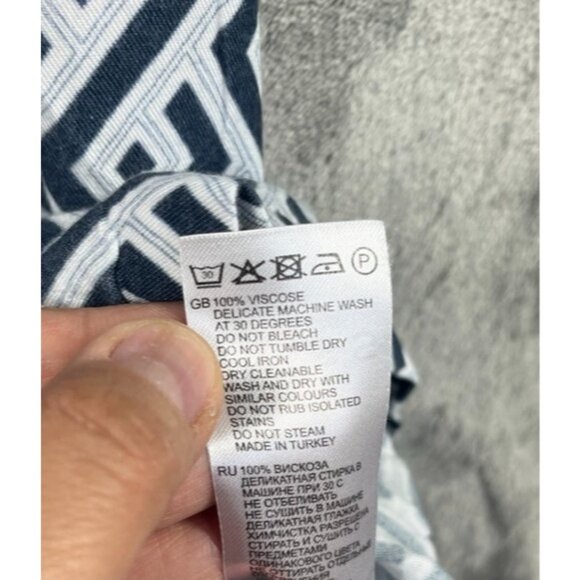 30 P
GB 100% VISCOSE
DELICATE MACHINE WASH
AT 30 DEGREES
DO NOT BLEACH
DO NOT TUMBLE DRY
COOL IRON
DRY CLEANABLE
WASH AND DRY WITH
SIMILAR COLOURS
DO NOT RUB ISOLATED
STAINS
DO NOT STEAM
MADE IN TURKEY
RU 100% ВИСКОЗА
ДЕЛИКАТНАЯ СТИРКА В
МАШИНЕ ПРИ 30 С
НЕ ОТБЕЛИВАТЬ
НЕ СУШИТЬ В МАШИНЕ
ДЕЛИКАТНАЯ ГЛАЖКА
ХИМЧИСТКА РАЗРЕШЕНА
СТИРАТЬ И СУШИТЬ С
ПРЕДМЕТАМИ
ОДИНАКОВОГО ЦВЕТА
НЕ ОТТИРАТЬ ОТДЕЛЬНЫЕ